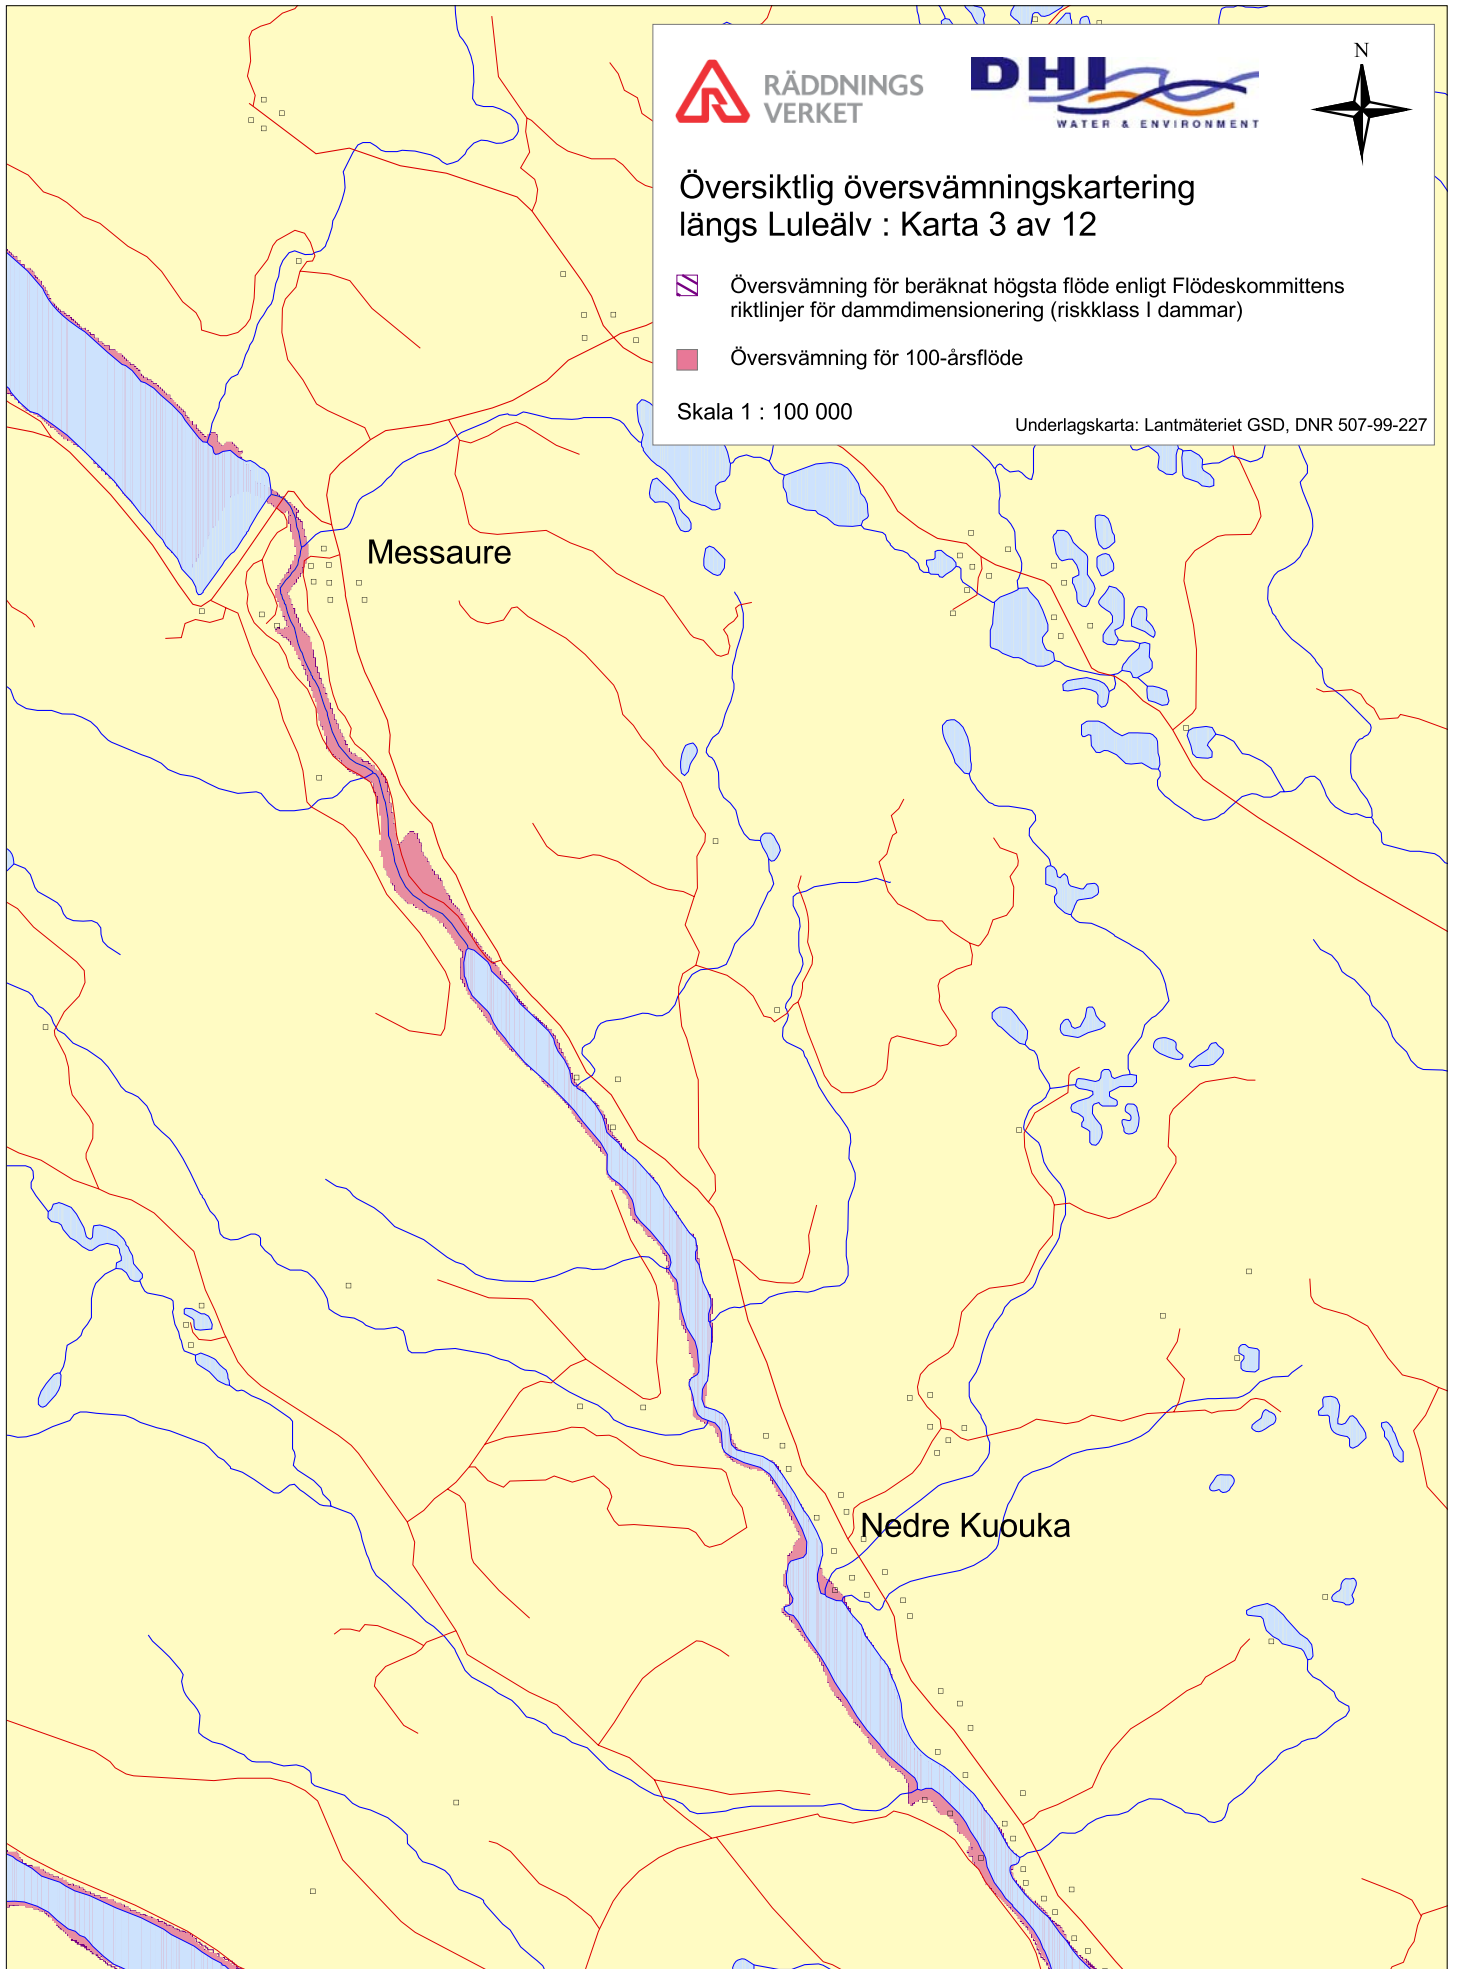 RÄDDNINGS
VERKET
DHI
WATER & ENVIRONMENT
N
Översiktlig översvämningskartering
längs Luleälv : Karta 3 av 12
Översvämning för beräknat högsta flöde enligt Flödeskommittens
riktlinjer för dammdimensionering (riskklass I dammar)
Översvämning för 100-årsflöde
Skala 1 : 100 000
Underlagskarta: Lantmäteriet GSD, DNR 507-99-227
Messaure
Nedre Kuouka